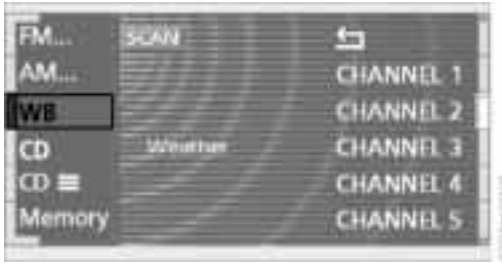 FM... SCAN
AM... CHANNEL 1
WB CHANNEL 2
CD Weather CHANNEL 3
CD CHANNEL 4
Memory CHANNEL 5